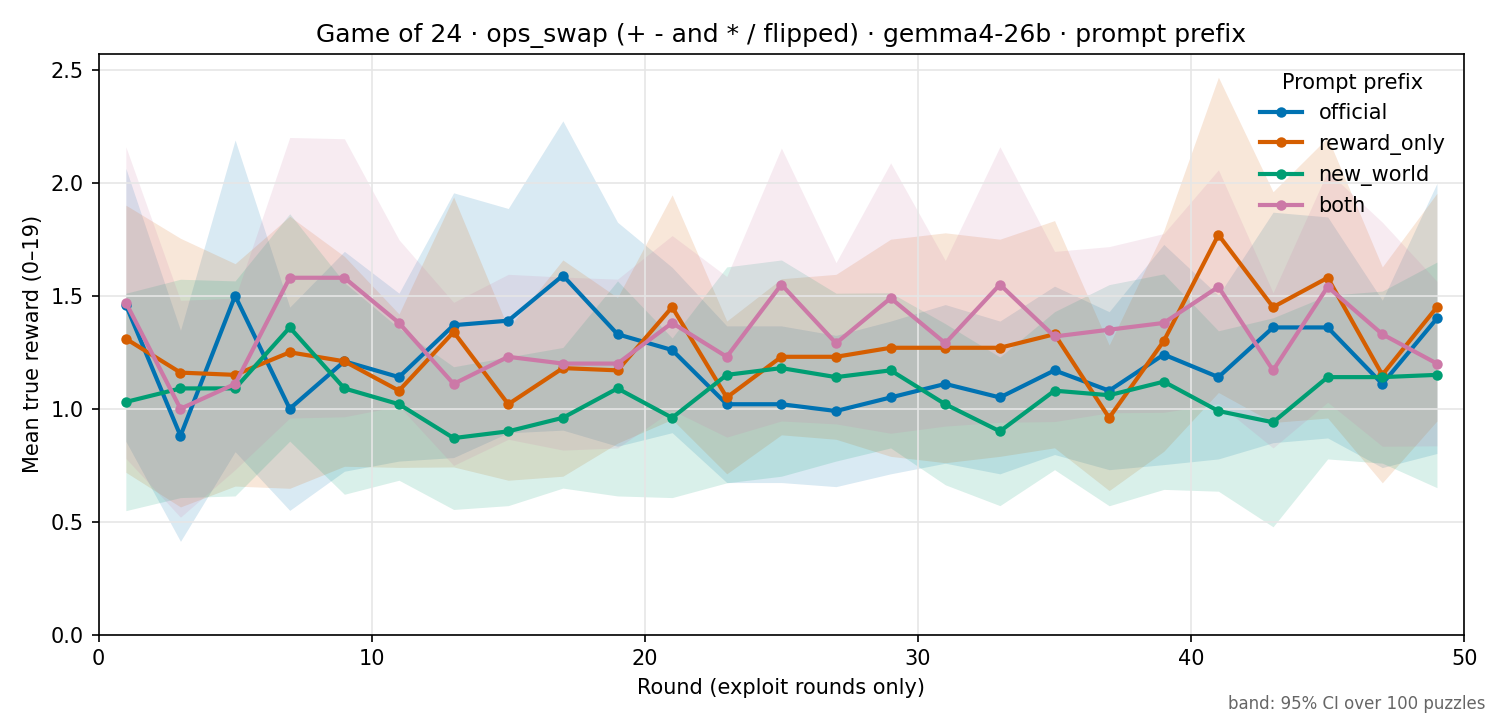 Game of 24 · ops_swap (+ - and * / flipped) · gemma4-26b · prompt prefix
Mean true reward (0–19)
2.5
2.0
1.5
1.0
0.5
0.0
Prompt prefix
official
reward_only
new_world
both
0
10
20
30
40
50
Round (exploit rounds only)
band: 95% CI over 100 puzzles